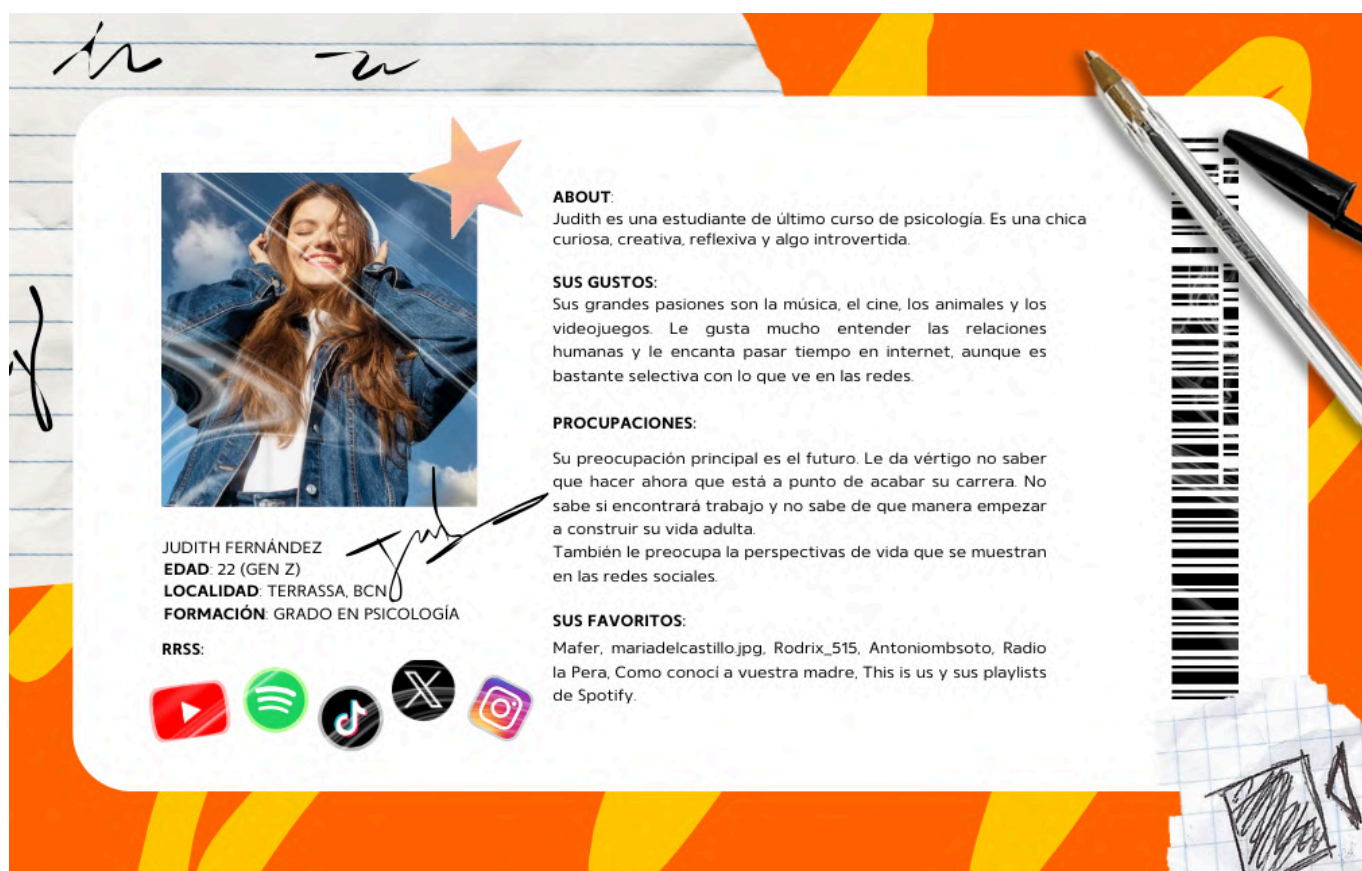 JUDITH FERNÁNDEZ
EDAD: 22 (GEN Z)
LOCALIDAD: TERRASSA, BCN
FORMACIÓN: GRADO EN PSICOLOGÍA
RRSS:
ABOUT:
Judith es una estudiante de último curso de psicología. Es una chica
curiosa, creativa, reflexiva y algo introvertida.
SUS GUSTOS:
Sus grandes pasiones son la música, el cine, los animales y los
videojuegos. Le gusta mucho entender las relaciones
humanas y le encanta pasar tiempo en internet, aunque es
bastante selectiva con lo que ve en las redes.
PROCUPACIONES:
Su preocupación principal es el futuro. Le da vértigo no saber
que hacer ahora que está a punto de acabar su carrera. No
sabe si encontrará trabajo y no sabe de que manera empezar
a construir su vida adulta.
También le preocupa la perspectivas de vida que se muestran
en las redes sociales.
SUS FAVORITOS:
Mafer, mariadelcastillo.jpg, Rodrix_515, Antoniombsoto, Radio
la Pera, Como conocí a vuestra madre, This is us y sus playlists
de Spotify.